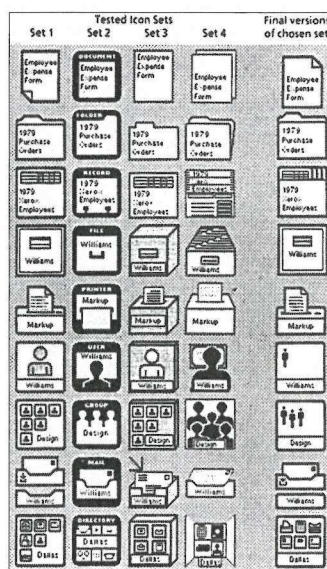 Tested Icon Sets
Final versions
of chosen set
Set 1 Set 2 Set 3 Set 4
Employee
Expense
Form
DOCUMENT
Employee
Expense
Form
Employee
Expense
Form
Employee
Expense
Form
Employee
Expense
Form
1979
Purchase
Orders
FOLDER
1979
Purchase
Orders
1979
Purchase
Orders
1979
Purchase
Orders
1979
Purchase
Orders
1979
Xerox
Employees
RECORD
1979
Xerox
Employees
1979
Xerox
Employees
1979
Employees
1979
Xerox
Employees
Williams
FILE
Williams
Williams
Williams
Williams
Markup
PRINTER
Markup
Markup
Markup
Markup
Williams
USER
Williams
Williams
Williams
Williams
Design
GROUP
Design
Design
Design
Design
Williams
MAIL
Williams
Williams
Williams
Williams
Dallas
DIRECTORY
Dallas
Dallas
Dallas
Dallas